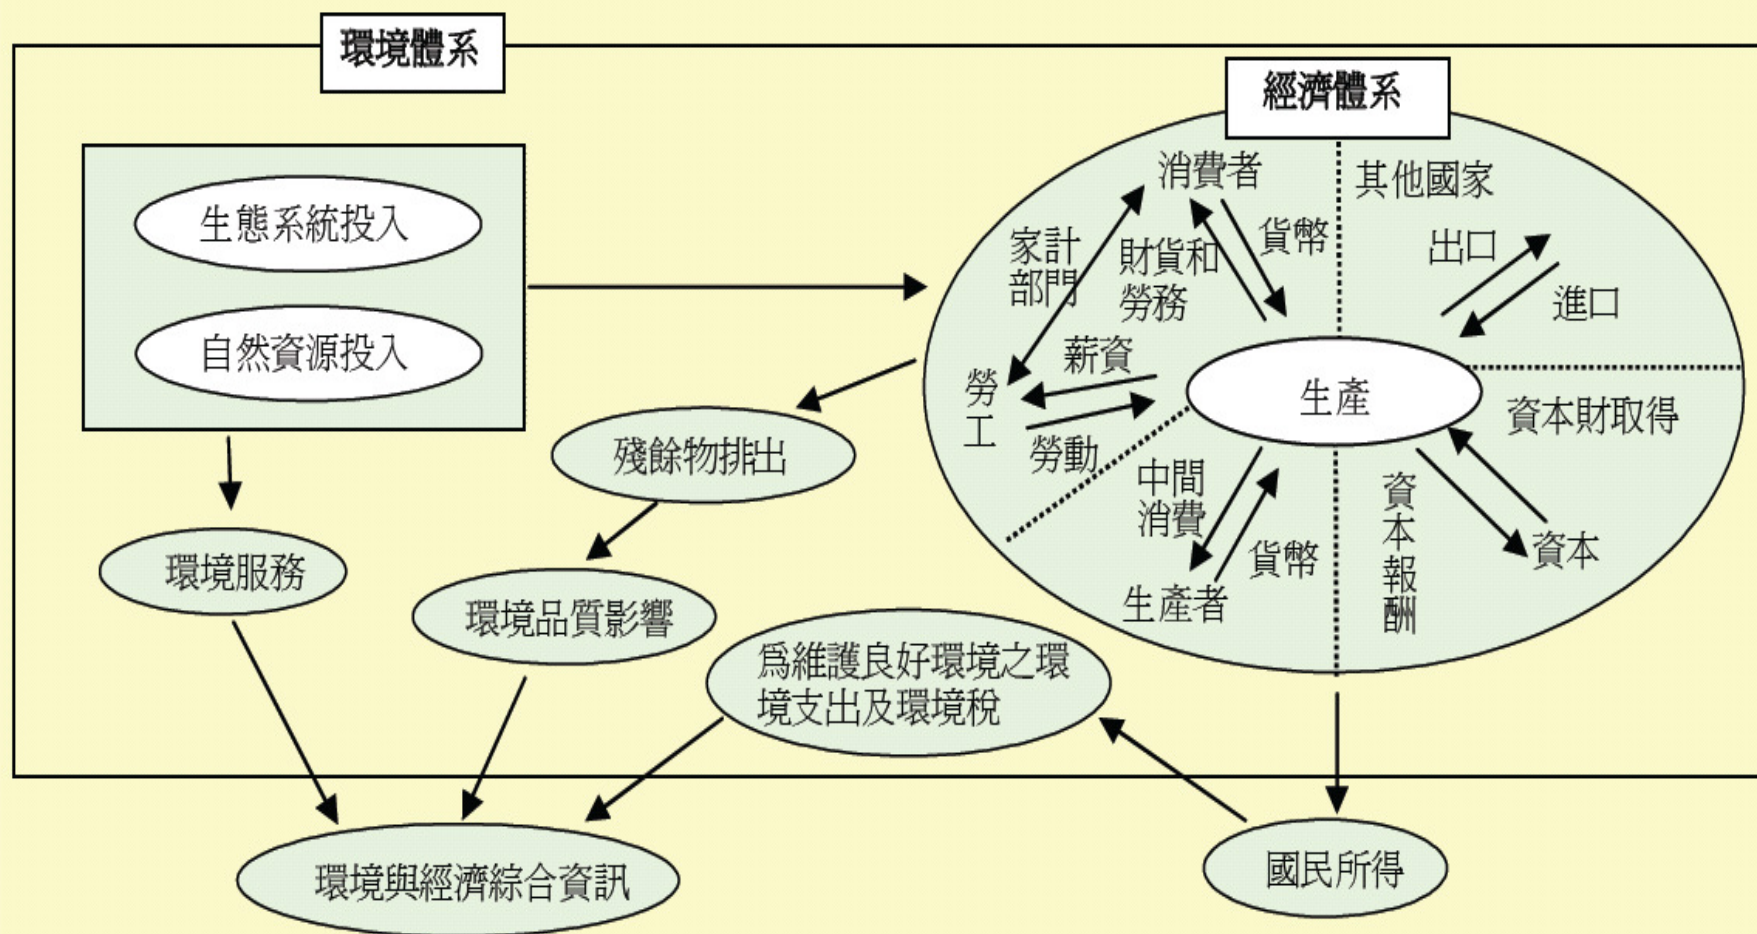 環境體系
經濟體系
生態系統投入
自然資源投入
消費者
其他國家
家計
部門
財貨和
勞務
貨幣
出口
進口
薪資
勞
工
勞動
生產
資本財取得
殘餘物排出
中間
消費
貨幣
生產者
資
本
報
酬
資本
環境服務
環境品質影響
為維護良好環境之環
境支出及環境稅
環境與經濟綜合資訊
國民所得